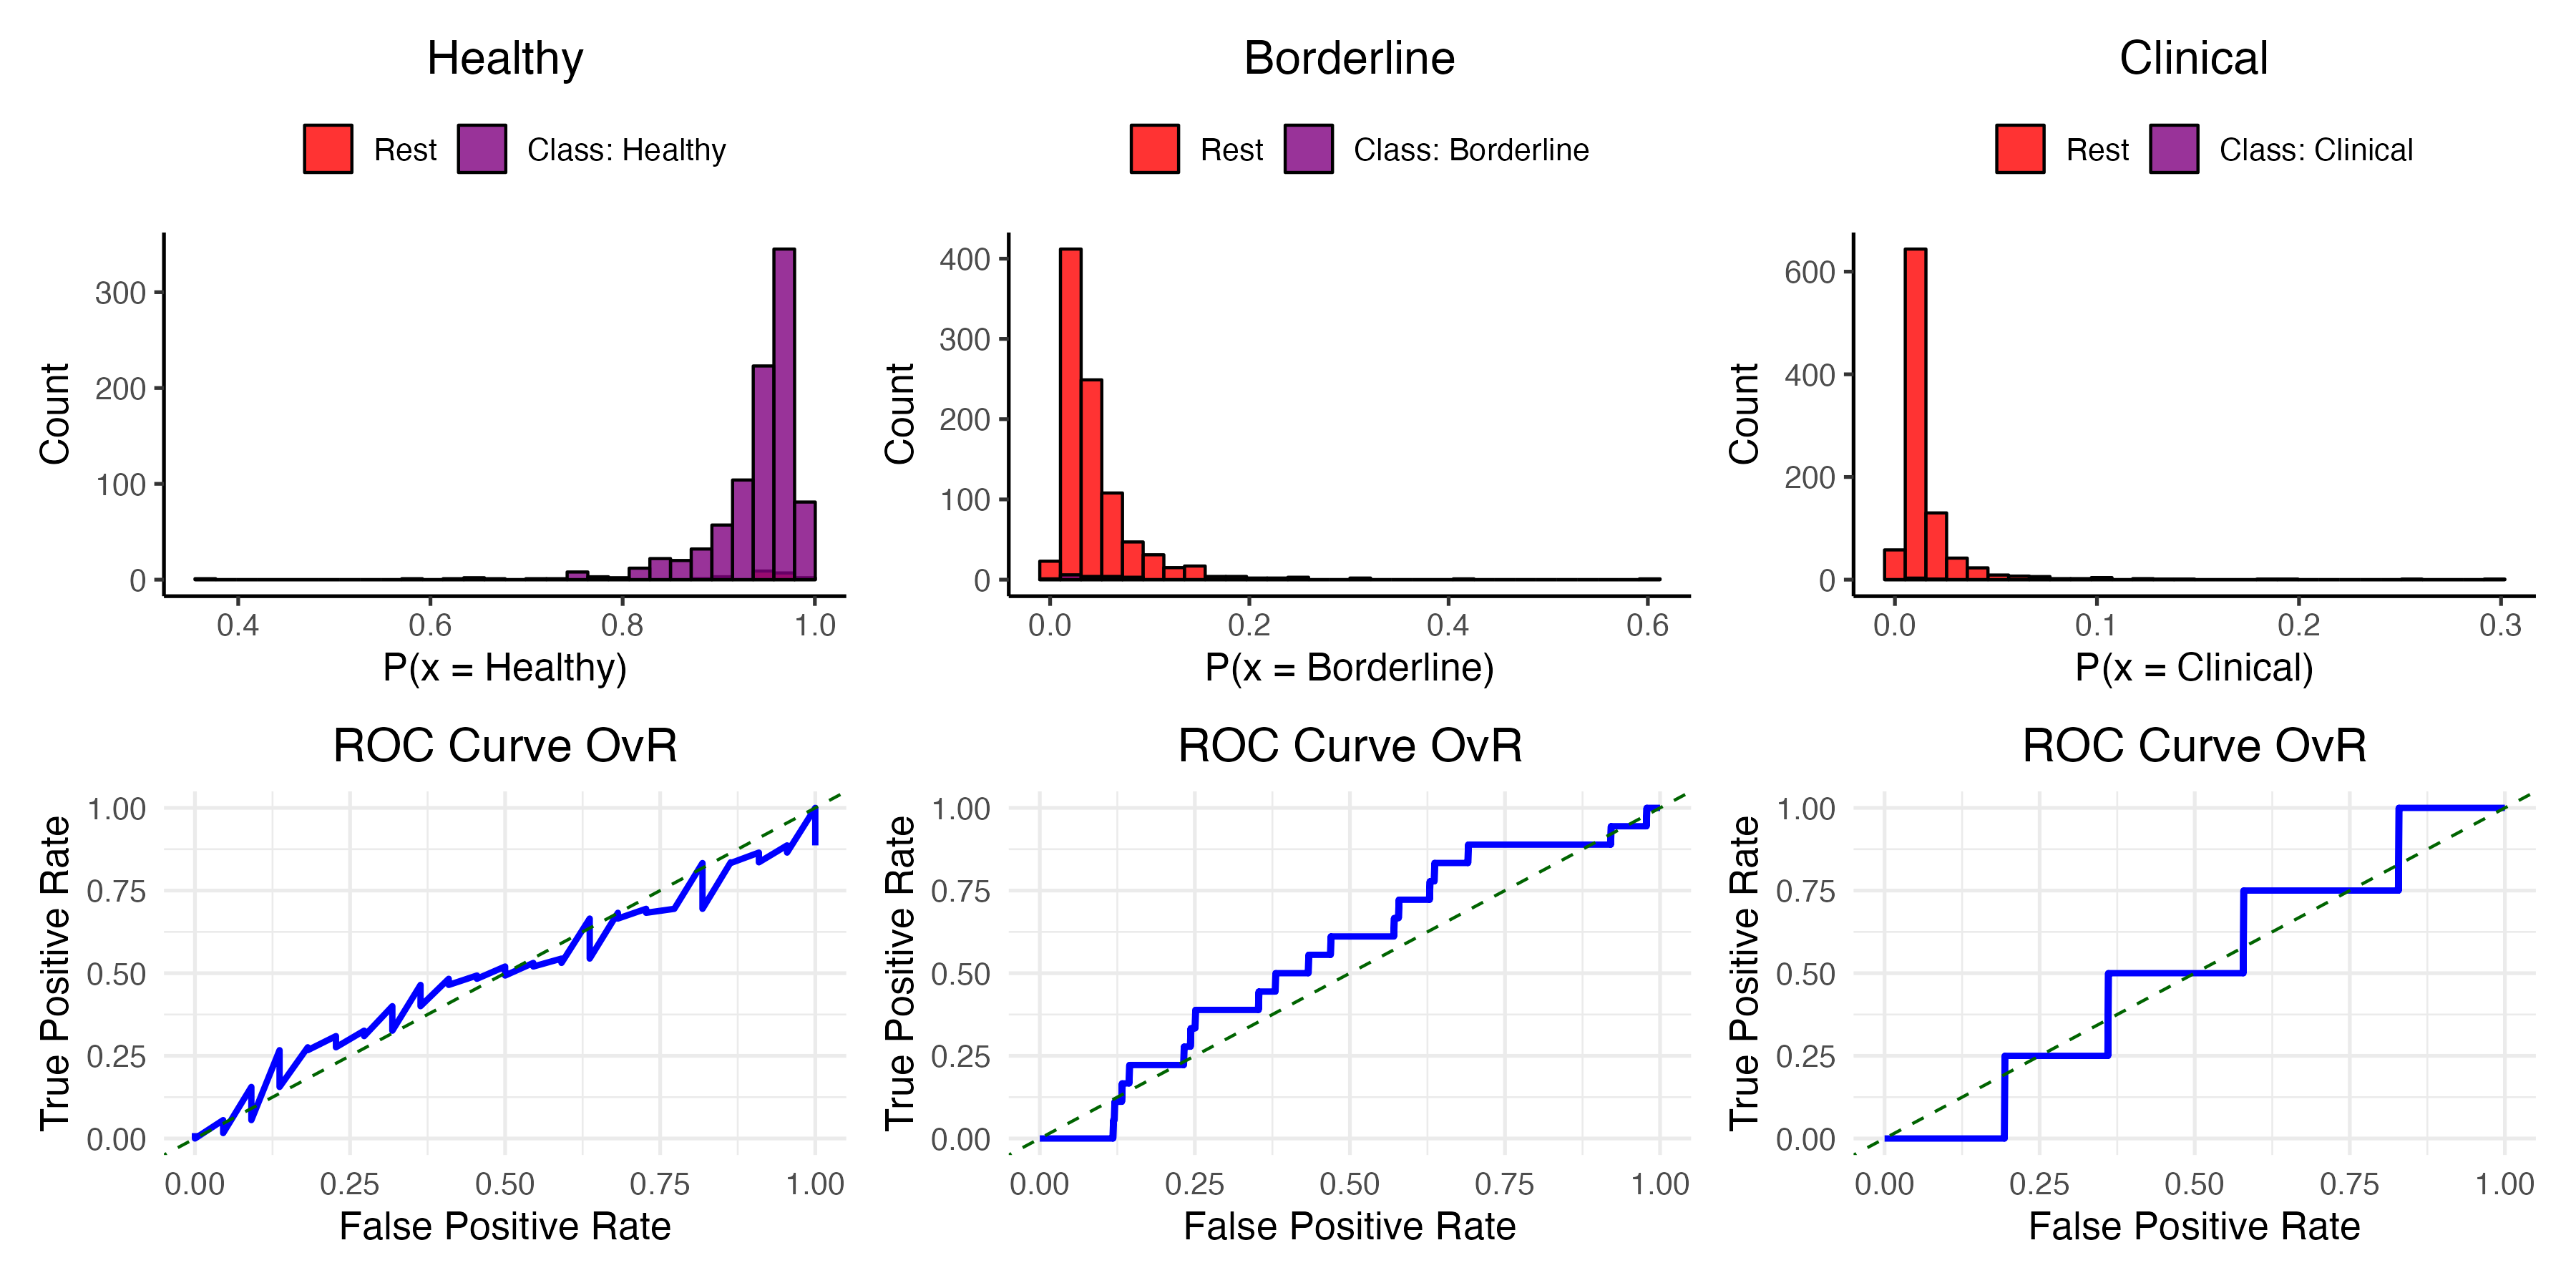 Healthy
Rest Class: Healthy
Count
300
200
100
0
0.4 0.6 0.8 1.0
P(x = Healthy)
Borderline
Rest Class: Borderline
Count
400
300
200
100
0
0.0 0.2 0.4 0.6
P(x = Borderline)
Clinical
Rest Class: Clinical
Count
600
400
200
0
0.0 0.1 0.2 0.3
P(x = Clinical)
ROC Curve OvR
True Positive Rate
1.00
0.75
0.50
0.25
0.00
0.00 0.25 0.50 0.75 1.00
False Positive Rate
ROC Curve OvR
True Positive Rate
1.00
0.75
0.50
0.25
0.00
0.00 0.25 0.50 0.75 1.00
False Positive Rate
ROC Curve OvR
True Positive Rate
1.00
0.75
0.50
0.25
0.00
0.00 0.25 0.50 0.75 1.00
False Positive Rate